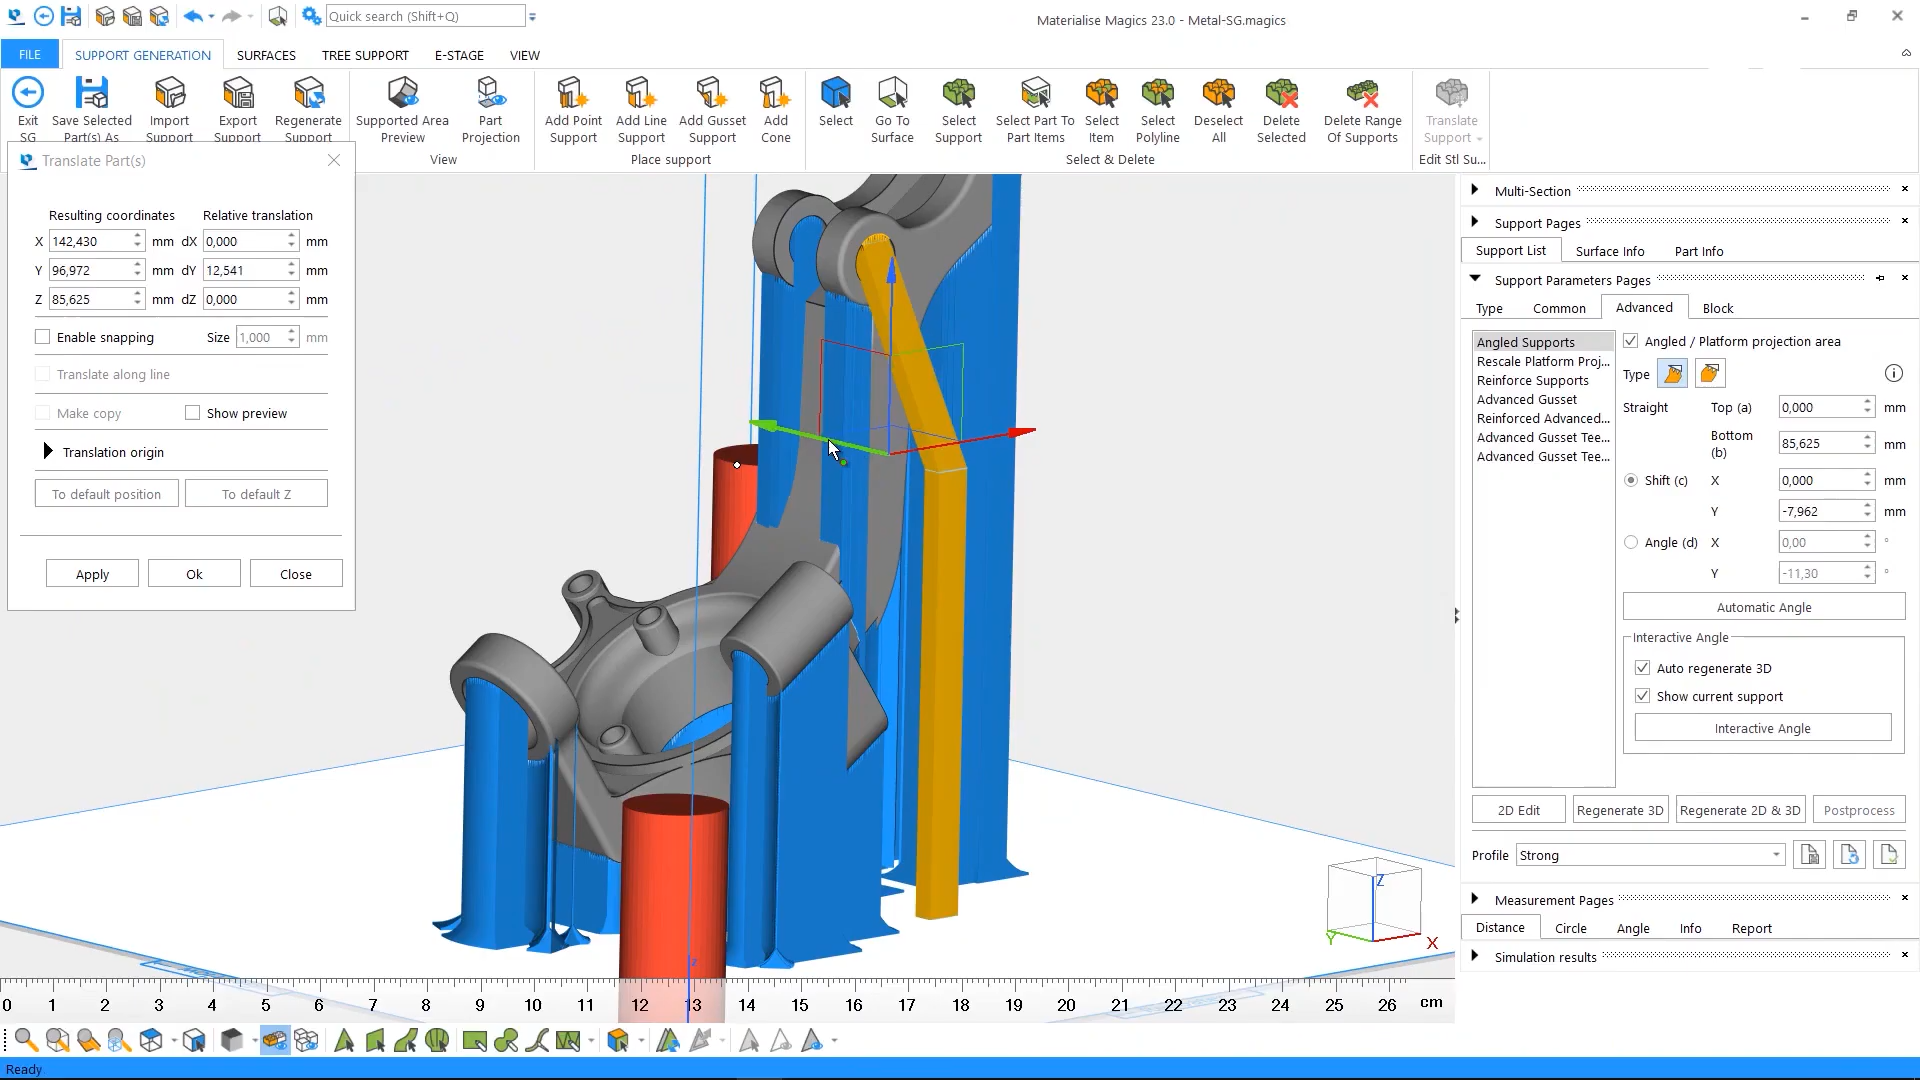 Quick search (Shift+Q)
Materialise Magics 23.0 - Metal-SG.magics
FILE
SUPPORT GENERATION
SURFACES
TREE SUPPORT
E-STAGE
VIEW
Exit
SG
Save Selected
Part(s) As
Import
Support
Export
Support
Regenerate
Support
Supported Area
Preview
Part
Projection
View
Add Point
Support
Add Line
Support
Add Gusset
Support
Add
Cone
Place support
Select
Go To
Surface
Select
Support
Select Part To
Part Items
Select
Item
Select
Polyline
Deselect
All
Delete
Selected
Delete Range
Of Supports
Select & Delete
Translate
Support
Edit Stl Su...
Translate Part(s)
Resulting coordinates
Relative translation
X 142,430 mm dX 0,000 mm
Y 96,972 mm dY 12,541 mm
Z 85,625 mm dZ 0,000 mm
Enable snapping
Size 1,000 mm
Translate along line
Make copy
Show preview
Translation origin
To default position
To default Z
Apply
Ok
Close
Multi-Section
Support Pages
Support List
Surface Info
Part Info
Support Parameters Pages
Type
Common
Advanced
Block
Angled Supports
Rescale Platform Proj...
Reinforce Supports
Advanced Gusset
Reinforced Advanced...
Advanced Gusset Tee...
Advanced Gusset Tee...
Angled / Platform projection area
Type
Straight
Top (a) 0,000 mm
Bottom
(b) 85,625 mm
Shift (c) X 0,000 mm
Y -7,962 mm
Angle (d) X 0,00 °
Y -11,30 °
Automatic Angle
Interactive Angle
Auto regenerate 3D
Show current support
Interactive Angle
2D Edit
Regenerate 3D
Regenerate 2D & 3D
Postprocess
Profile Strong
Measurement Pages
Distance
Circle
Angle
Info
Report
Simulation results
Z
Y
X
z
0 1 2 3 4 5 6 7 8 9 10 11 12 13 14 15 16 17 18 19 20 21 22 23 24 25 26 cm
Ready